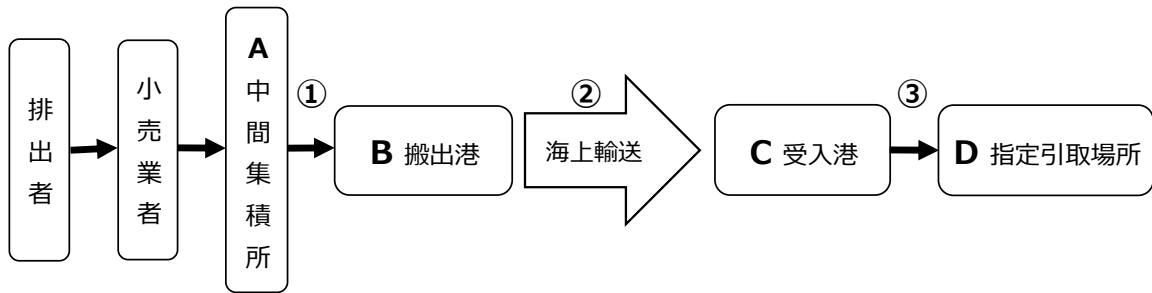 排出者
小売業者
A 中間集積所
①
B 搬出港
②
海上輸送
C 受入港
③
D 指定引取場所